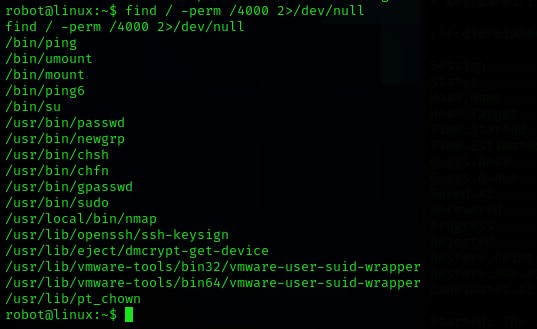 robot@linux:~$ find / -perm /4000 2>/dev/null
find / -perm /4000 2>/dev/null
/bin/ping
/bin/umount
/bin/mount
/bin/ping6
/bin/su
/usr/bin/passwd
/usr/bin/newgrp
/usr/bin/chsh
/usr/bin/chfn
/usr/bin/gpasswd
/usr/bin/sudo
/usr/local/bin/nmap
/usr/lib/openssh/ssh-keysign
/usr/lib/eject/dmcrypt-get-device
/usr/lib/vmware-tools/bin32/vmware-user-suid-wrapper
/usr/lib/vmware-tools/bin64/vmware-user-suid-wrapper
/usr/lib/pt_chown
robot@linux:~$